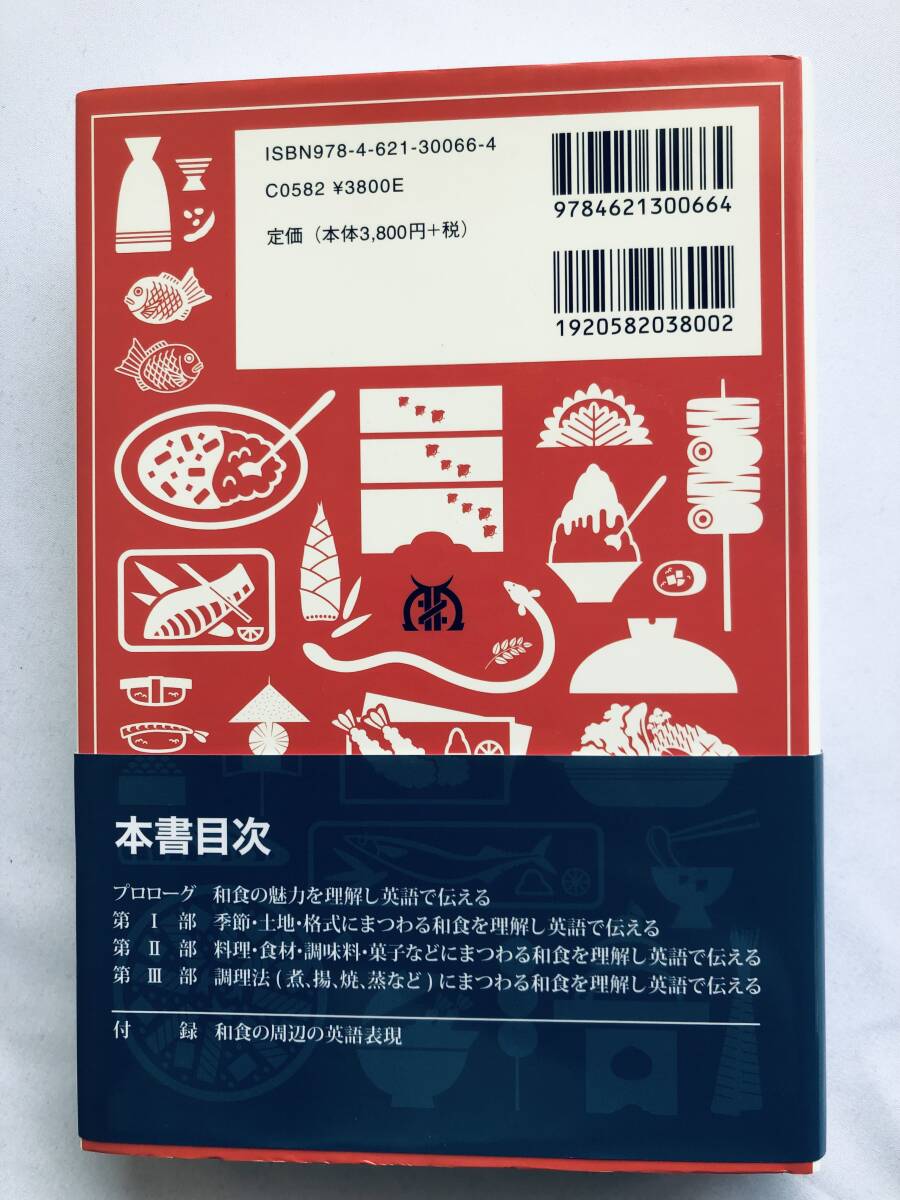 ISBN978-4-621-30066-4
C0582 ¥3800E
定価（本体3,800円+税）
9784621300664
1920582038002
本書目次
プロローグ 和食の魅力を理解し英語で伝える
第 Ⅰ 部 季節・土地・格式にまつわる和食を理解し英語で伝える
第 Ⅱ 部 料理・食材・調味料・菓子などにまつわる和食を理解し英語で伝える
第 Ⅲ 部 調理法(煮、揚、焼、蒸など)にまつわる和食を理解し英語で伝える
付 録 和食の周辺の英語表現